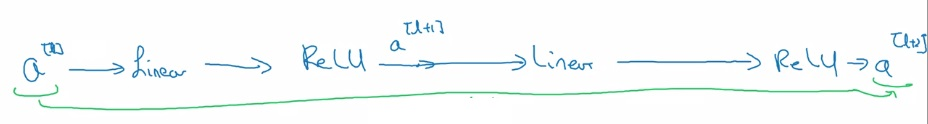 a^[l] → Linear → ReLU a^[l+1] → Linear → ReLU → a^[l+2]